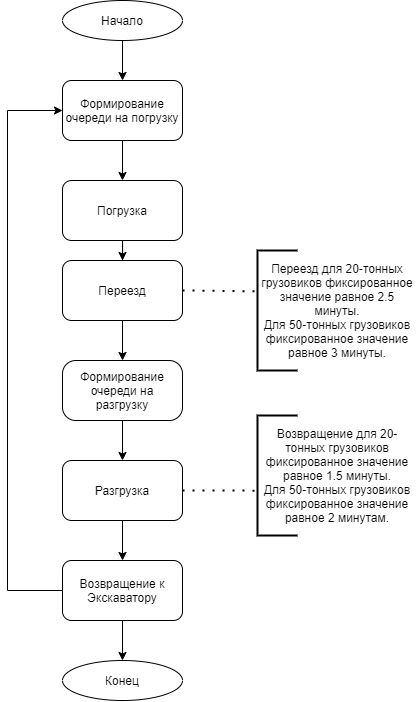 Начало
Формирование
очереди на погрузку
Погрузка
Переезд
Переезд для 20-тонных
грузовиков фиксированное
значение равное 2.5
минуты.
Для 50-тонных грузовиков
фиксированное значение
равное 3 минуты.
Формирование
очереди на
разгрузку
Разгрузка
Возвращение для 20-
тонных грузовиков
фиксированное значение
равное 1.5 минуты.
Для 50-тонных грузовиков
фиксированное значение
равное 2 минутам.
Возвращение к
Экскаватору
Конец